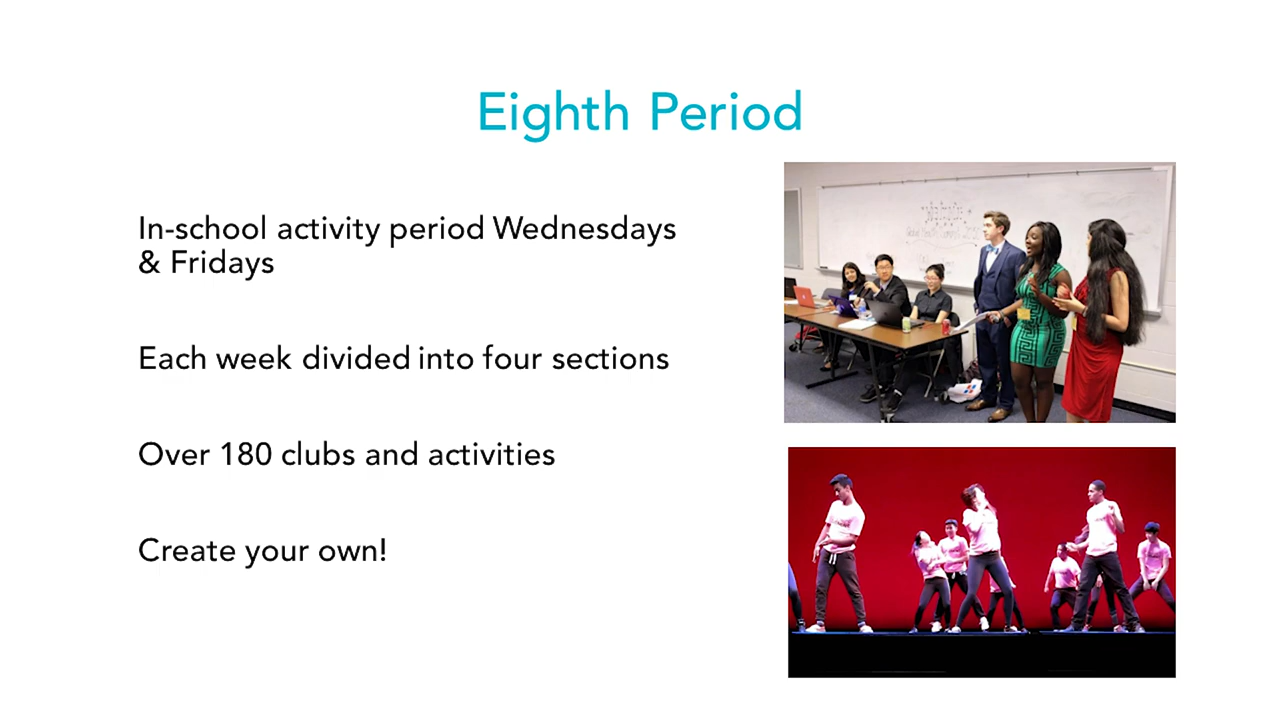 Eighth Period
In-school activity period Wednesdays
& Fridays
Each week divided into four sections
Over 180 clubs and activities
Create your own!